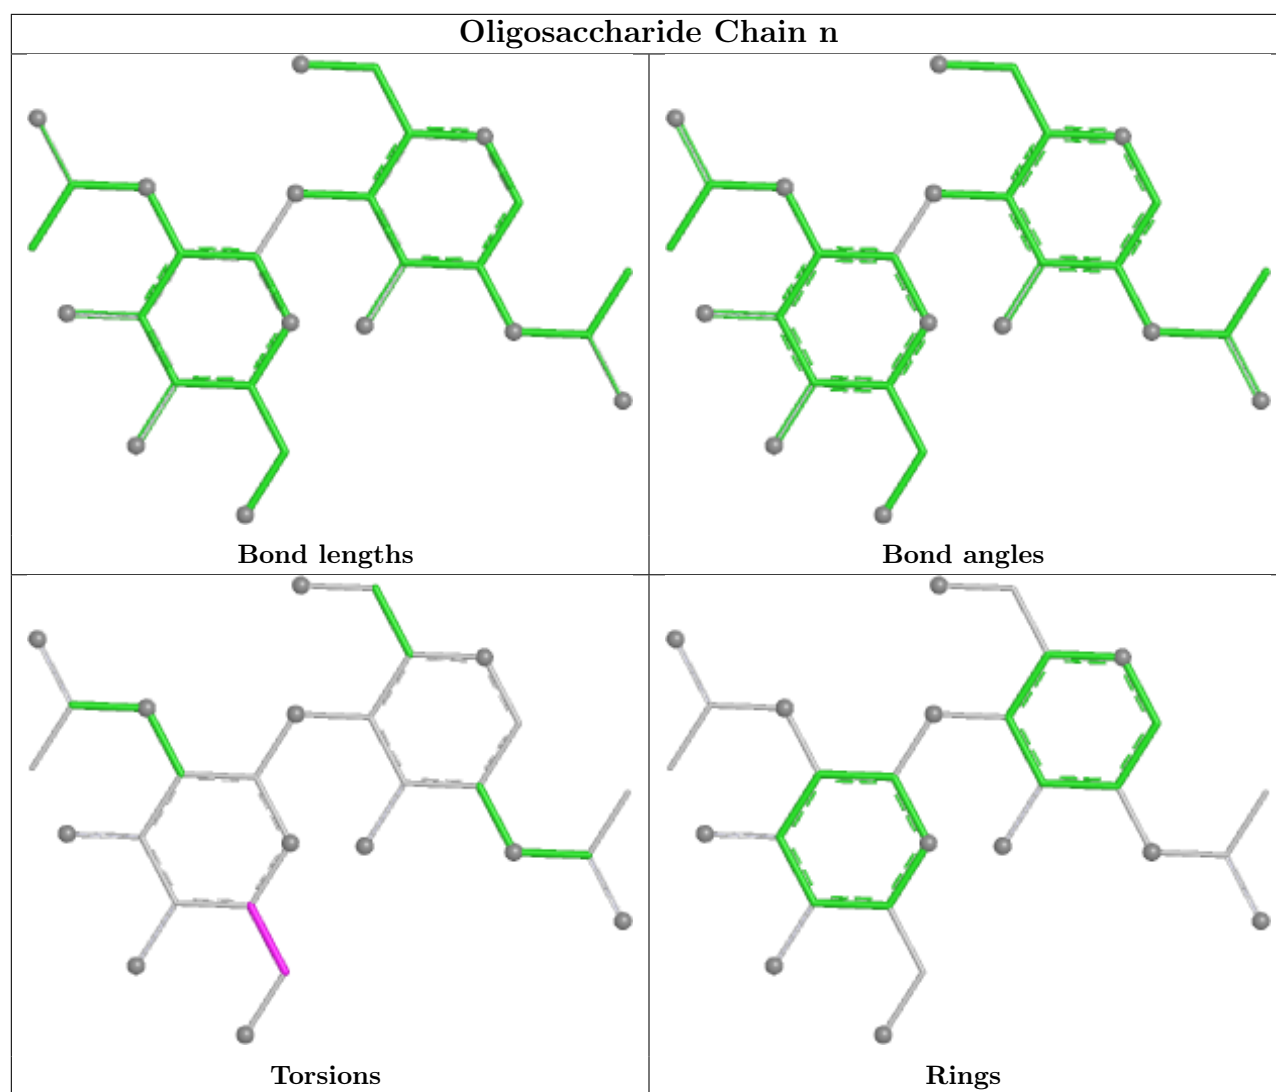 Oligosaccharide Chain n
Bond lengths
Bond angles
Torsions
Rings